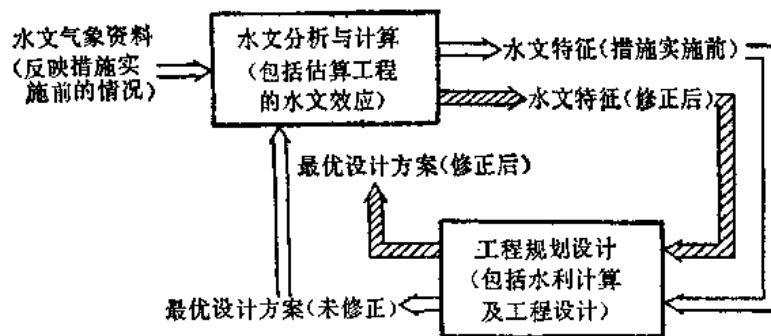 水文气象资料
(反映措施实
施前的情况)
水文分析与计算
(包括估算工程
的水文效应)
水文特征(措施实施前)
水文特征(修正后)
最优设计方案(修正后)
工程规划设计
(包括水利计算
及工程设计)
最优设计方案(未修正)